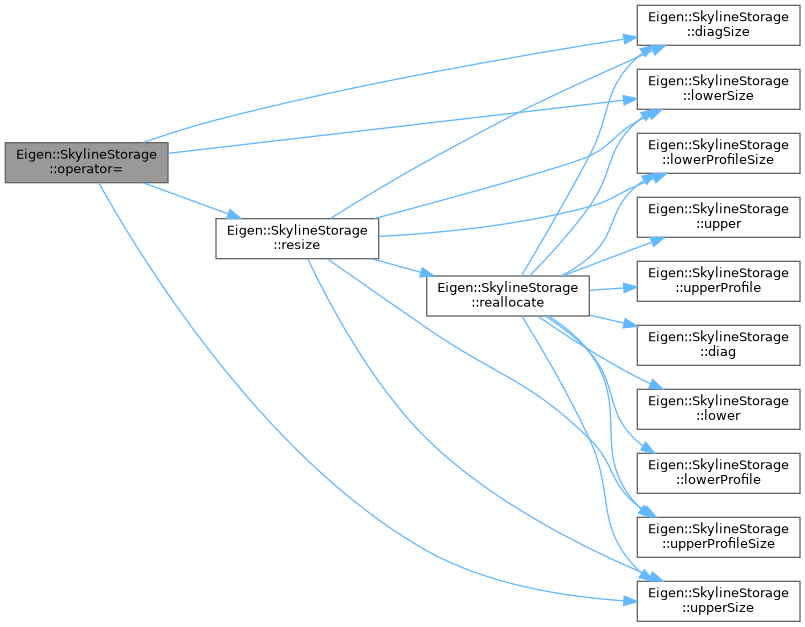 Eigen::SkylineStorage
::operator=
Eigen::SkylineStorage
::resize
Eigen::SkylineStorage
::reallocate
Eigen::SkylineStorage
::diagSize
Eigen::SkylineStorage
::lowerSize
Eigen::SkylineStorage
::lowerProfileSize
Eigen::SkylineStorage
::upper
Eigen::SkylineStorage
::upperProfile
Eigen::SkylineStorage
::diag
Eigen::SkylineStorage
::lower
Eigen::SkylineStorage
::lowerProfile
Eigen::SkylineStorage
::upperProfileSize
Eigen::SkylineStorage
::upperSize